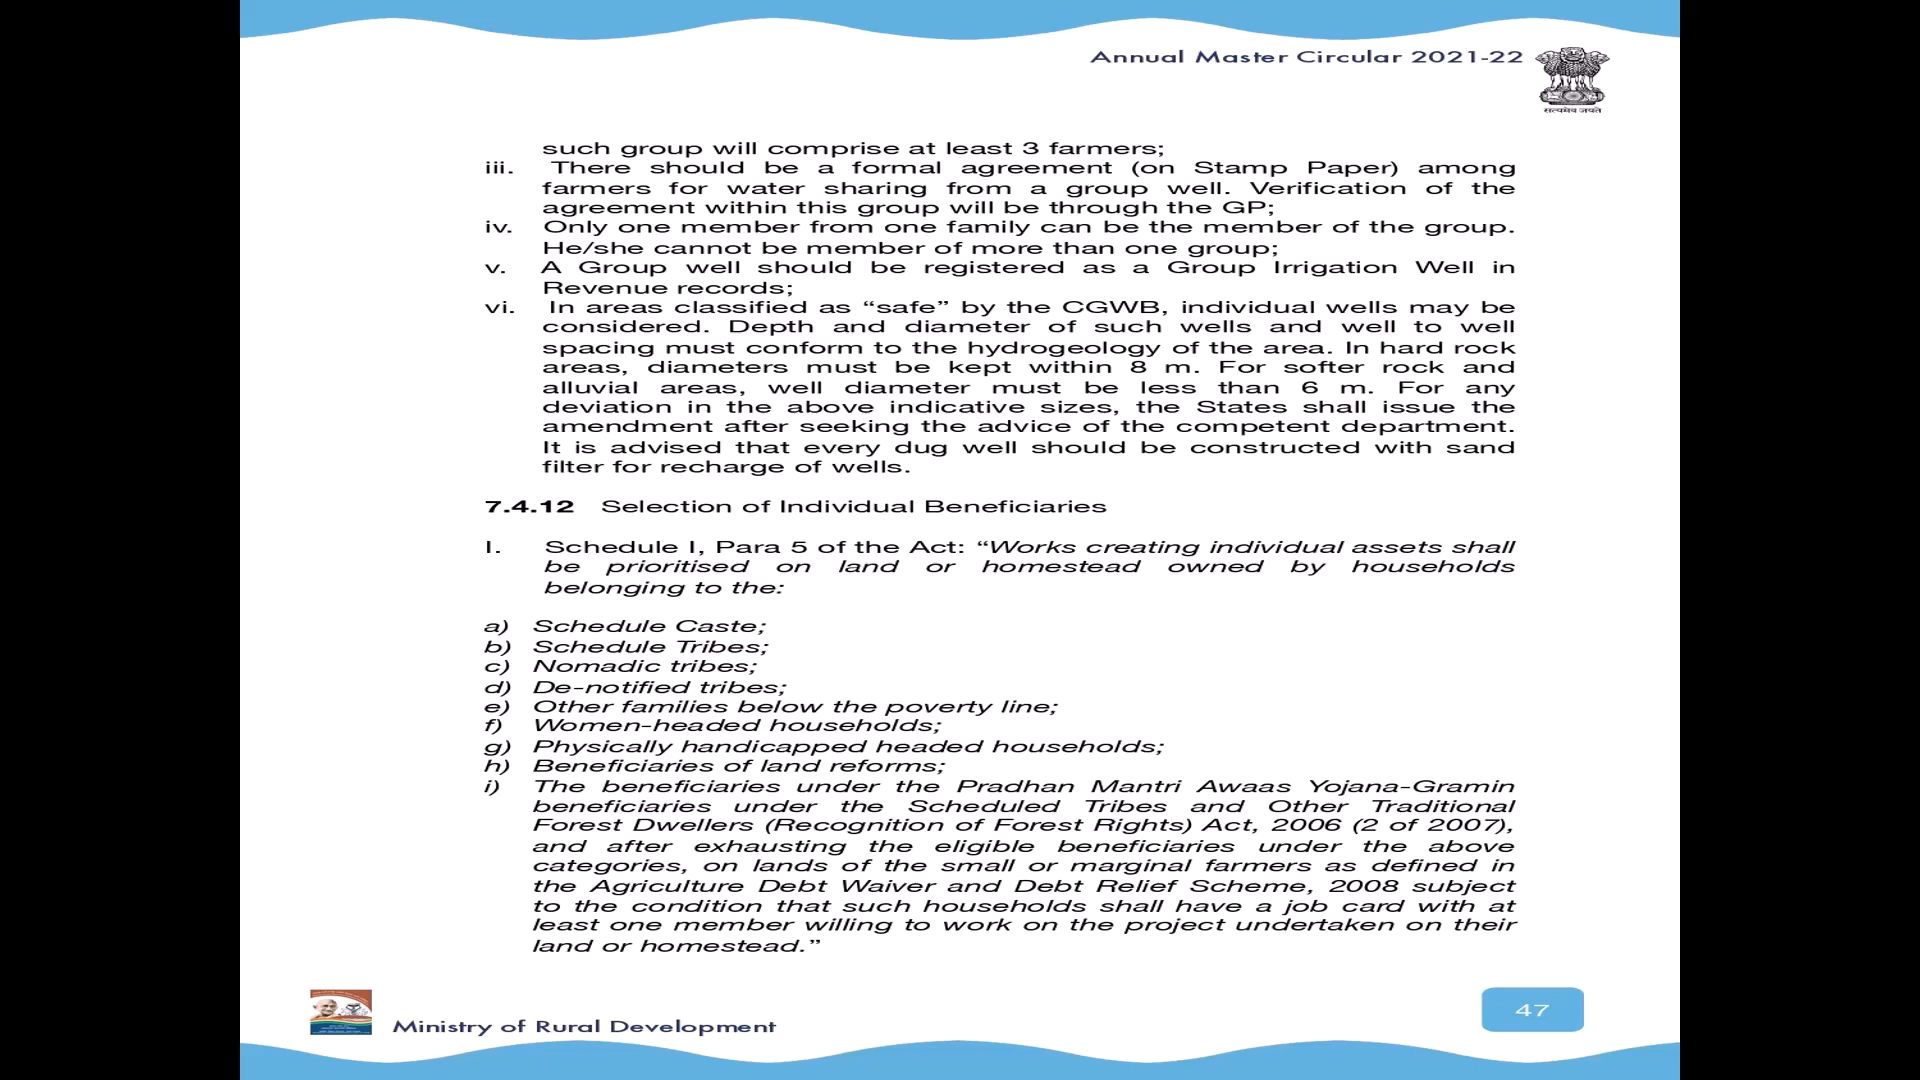 Annual Master Circular 2021-22
सत्यमेव जयते
such group will comprise at least 3 farmers;
iii. There should be a formal agreement (on Stamp Paper) among
farmers for water sharing from a group well. Verification of the
agreement within this group will be through the GP;
iv. Only one member from one family can be the member of the group.
He/she cannot be member of more than one group;
v. A Group well should be registered as a Group Irrigation Well in
Revenue records;
vi. In areas classified as “safe” by the CGWB, individual wells may be
considered. Depth and diameter of such wells and well to well
spacing must conform to the hydrogeology of the area. In hard rock
areas, diameters must be kept within 8 m. For softer rock and
alluvial areas, well diameter must be less than 6 m. For any
deviation in the above indicative sizes, the States shall issue the
amendment after seeking the advice of the competent department.
It is advised that every dug well should be constructed with sand
filter for recharge of wells.
7.4.12 Selection of Individual Beneficiaries
I. Schedule I, Para 5 of the Act: “Works creating individual assets shall
be prioritised on land or homestead owned by households
belonging to the:
a) Schedule Caste;
b) Schedule Tribes;
c) Nomadic tribes;
d) De-notified tribes;
e) Other families below the poverty line;
f) Women-headed households;
g) Physically handicapped headed households;
h) Beneficiaries of land reforms;
i) The beneficiaries under the Pradhan Mantri Awaas Yojana-Gramin
beneficiaries under the Scheduled Tribes and Other Traditional
Forest Dwellers (Recognition of Forest Rights) Act, 2006 (2 of 2007),
and after exhausting the eligible beneficiaries under the above
categories, on lands of the small or marginal farmers as defined in
the Agriculture Debt Waiver and Debt Relief Scheme, 2008 subject
to the condition that such households shall have a job card with at
least one member willing to work on the project undertaken on their
land or homestead.”
Ministry of Rural Development
47